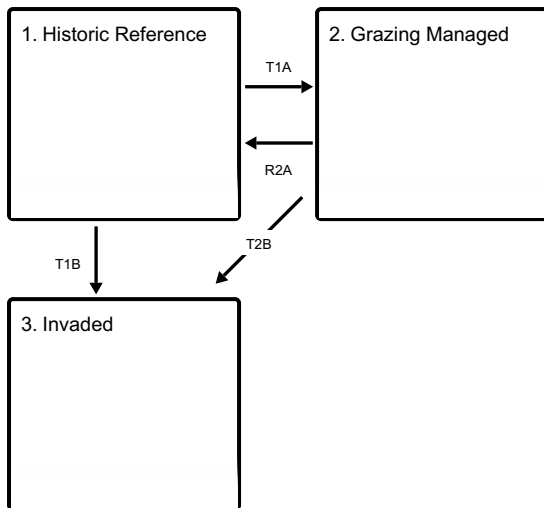 1. Historic Reference
2. Grazing Managed
T1A
R2A
T1B
T2B
3. Invaded